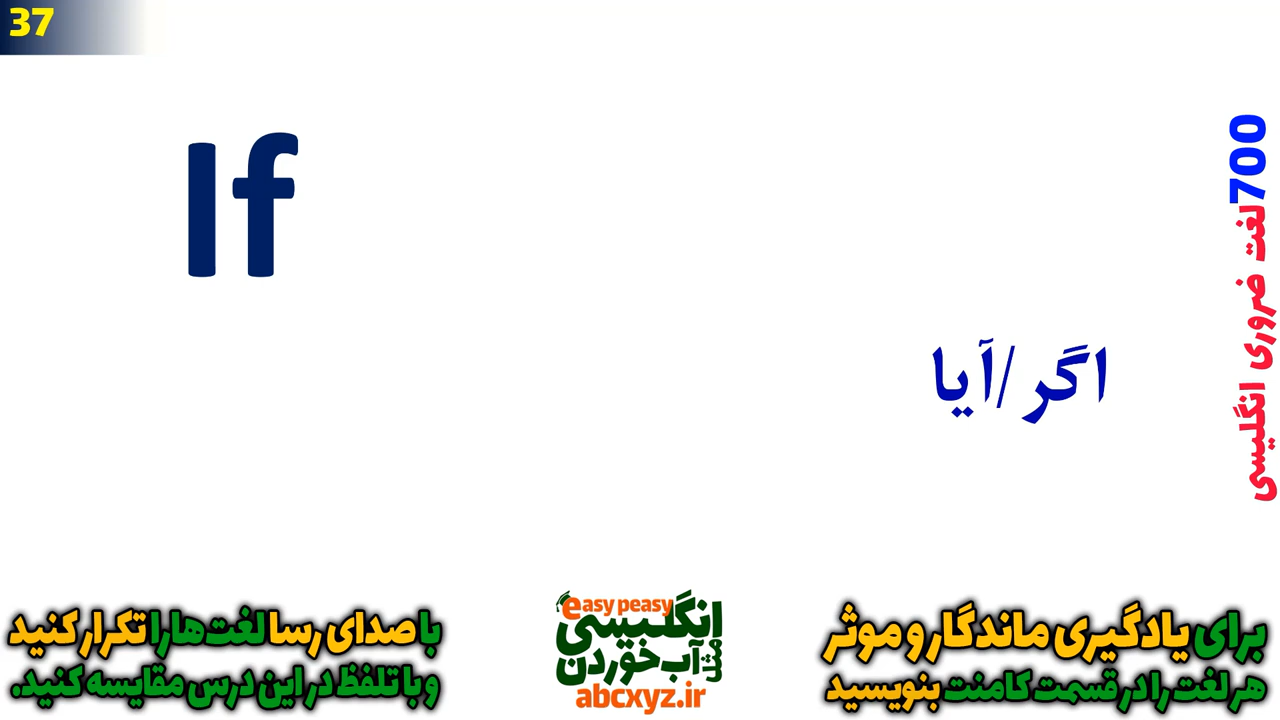 37
If
اگر/آیا
700 لغت ضروری انگلیسی
با صدای رسا لغت‌ها را تکرار کنید
و با تلفظ در این درس مقایسه کنید.
easy peasy
انگلیسی
مثل آب خوردن
abcxyz.ir
برای یادگیری ماندگار و موثر
هر لغت را در قسمت کامنت بنویسید